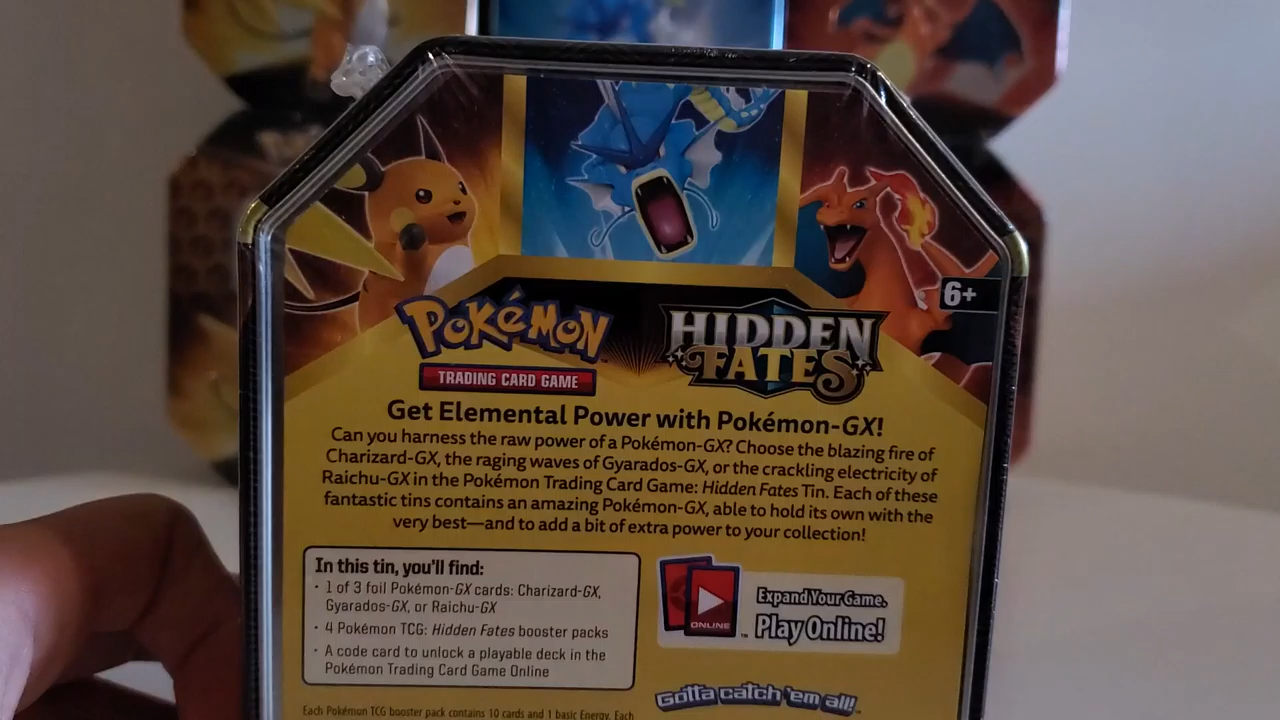 6+
POKéMON
TRADING CARD GAME
HIDDEN
FATES
Get Elemental Power with Pokémon-GX!
Can you harness the raw power of a Pokémon-GX? Choose the blazing fire of
Charizard-GX, the raging waves of Gyarados-GX, or the crackling electricity of
Raichu-GX in the Pokémon Trading Card Game: Hidden Fates Tin. Each of these
fantastic tins contains an amazing Pokémon-GX, able to hold its own with the
very best—and to add a bit of extra power to your collection!
In this tin, you'll find:
• 1 of 3 foil Pokémon-GX cards: Charizard-GX,
Gyarados-GX, or Raichu-GX
• 4 Pokémon TCG: Hidden Fates booster packs
• A code card to unlock a playable deck in the
Pokémon Trading Card Game Online
ONLINE
™
Expand Your Game.
Play Online!
Gotta catch 'em all!™
Each Pokémon TCG booster pack contains 10 cards and 1 basic Energy. Each